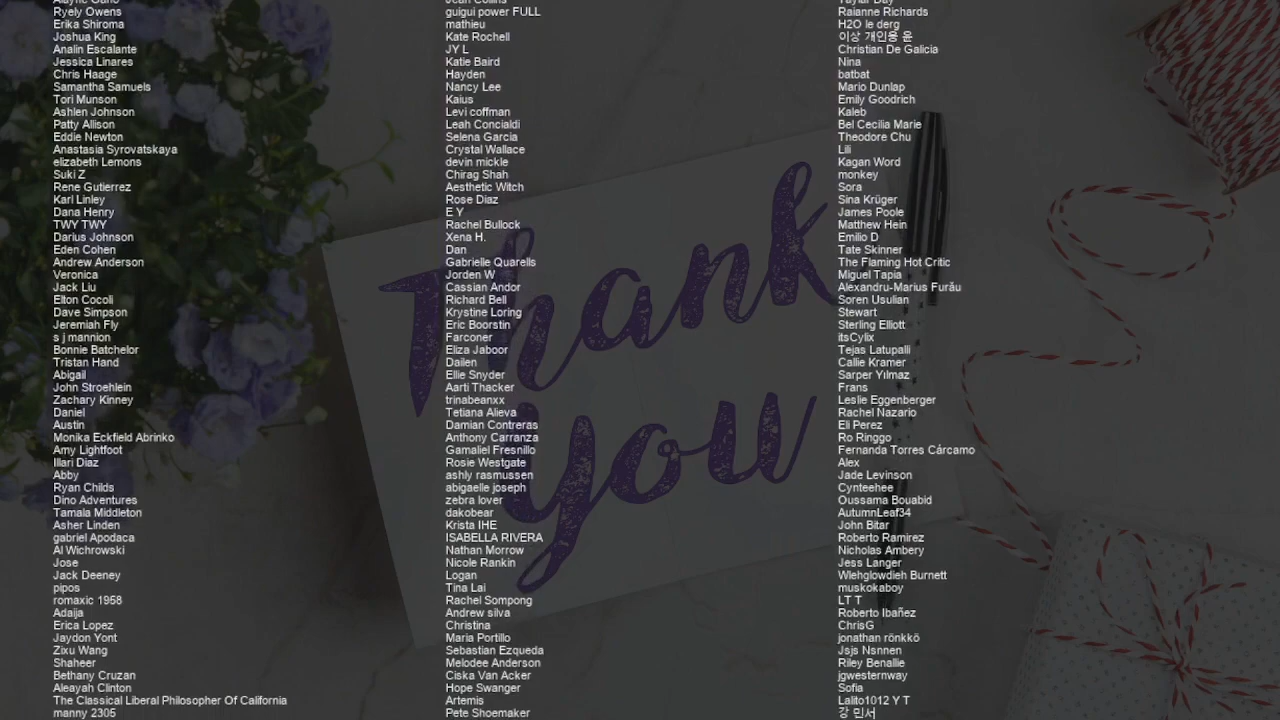 Ryely Owens
Erika Shiroma
Joshua King
Analin Escalante
Jessica Linares
Chris Haage
Samantha Samuels
Tori Munson
Ashlen Johnson
Patty Allison
Eddie Newton
Anastasia Syrovatskaya
elizabeth Lemons
Suki Z
Rene Gutierrez
Karl Linley
Dana Henry
TWY TWY
Darius Johnson
Eden Cohen
Andrew Anderson
Veronica
Jack Liu
Elton Cocoli
Dave Simpson
Jeremiah Fly
s j mannion
Bonnie Batchelor
Tristan Hand
Abigail
John Stroehlein
Zachary Kinney
Daniel
Austin
Monika Eckfield Abrinko
Amy Lightfoot
Illari Diaz
Abby
Ryan Childs
Dino Adventures
Tamala Middleton
Asher Linden
gabriel Apodaca
Al Wichrowski
Jose
Jack Deeney
pipos
romaxic 1958
Adaija
Erica Lopez
Jaydon Yont
Zixu Wang
Shaheer
Bethany Cruzan
Aleayah Clinton
The Classical Liberal Philosopher Of California
manny 2305
guigui power FULL
mathieu
Kate Rochell
JY L
Katie Baird
Hayden
Nancy Lee
Kaius
Levi coffman
Leah Concialdi
Selena Garcia
Crystal Wallace
devin mickle
Chirag Shah
Aesthetic Witch
Rose Diaz
E Y
Rachel Bullock
Xena H.
Dan
Gabrielle Quarells
Jorden W
Cassian Andor
Richard Bell
Krystine Loring
Eric Boorstin
Farconer
Eliza Jaboor
Dailen
Ellie Snyder
Aarti Thacker
trinabeanxx
Tetiana Alieva
Damian Contreras
Anthony Carranza
Gamaliel Fresnillo
Rosie Westgate
ashly rasmussen
abigaelle joseph
zebra lover
dakobear
Krista IHE
ISABELLA RIVERA
Nathan Morrow
Nicole Rankin
Logan
Tina Lai
Rachel Sompong
Andrew silva
Christina
Maria Portillo
Sebastian Ezqueda
Melodee Anderson
Ciska Van Acker
Hope Swanger
Artemis
Pete Shoemaker
Raianne Richards
H2O le derg
이상 개인용 윤
Christian De Galicia
Nina
batbat
Mario Dunlap
Emily Goodrich
Kaleb
Bel Cecilia Marie
Theodore Chu
Lili
Kagan Word
monkey
Sora
Sina Krüger
James Poole
Matthew Hein
Emilio D
Tate Skinner
The Flaming Hot Critic
Miguel Tapia
Alexandru-Marius Furău
Soren Usulian
Stewart
Sterling Elliott
itsCylix
Tejas Latupalli
Callie Kramer
Sarper Yılmaz
Frans
Leslie Eggenberger
Rachel Nazario
Eli Perez
Ro Ringgo
Fernanda Torres Cárcamo
Alex
Jade Levinson
Cynteehee
Oussama Bouabid
AutumnLeaf34
John Bitar
Roberto Ramirez
Nicholas Ambery
Jess Langer
Wlehglowdieh Burnett
muskokaboy
LT T
Roberto Ibañez
ChrisG
jonathan rönkkö
Jsjs Nsnnen
Riley Benallie
jgwesternway
Sofia
Lalito1012 Y T
강 민서
Thank
you